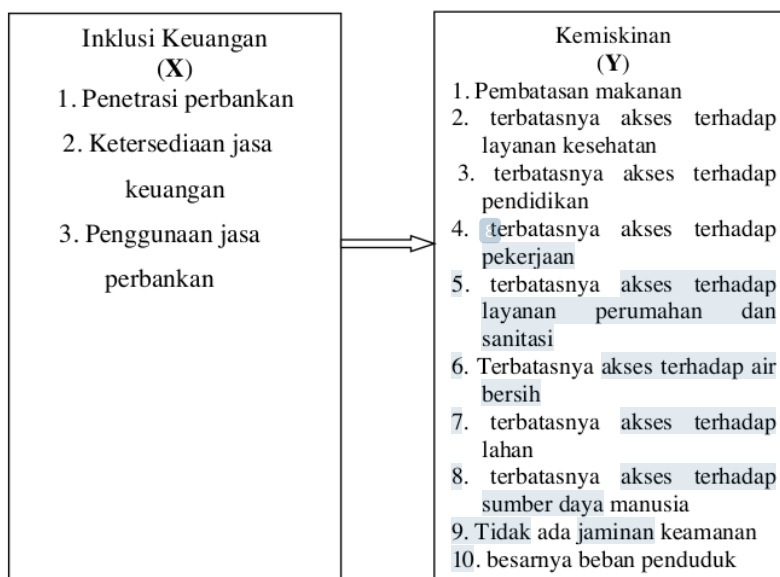 Inklusi Keuangan
(X)
1. Penetrasi perbankan
2. Ketersediaan jasa
keuangan
3. Penggunaan jasa
perbankan
Kemiskinan
(Y)
1. Pembatasan makanan
2. terbatasnya akses terhadap
layanan kesehatan
3. terbatasnya akses terhadap
pendidikan
4. terbatasnya akses terhadap
pekerjaan
5. terbatasnya akses terhadap
layanan perumahan dan
sanitasi
6. Terbatasnya akses terhadap air
bersih
7. terbatasnya akses terhadap
lahan
8. terbatasnya akses terhadap
sumber daya manusia
9. Tidak ada jaminan keamanan
10. besarnya beban penduduk